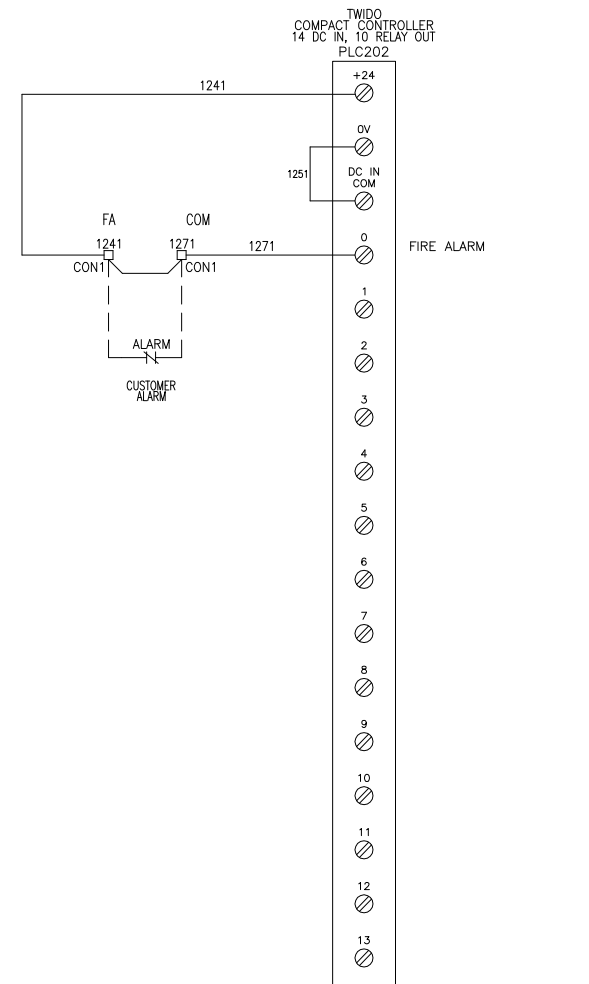 TWIDO
COMPACT CONTROLLER
14 DC IN, 10 RELAY OUT
PLC202
+24
1241
0V
1251
DC IN
COM
FA COM
1241 1271 1271
0
FIRE ALARM
CON1 CON1
1
ALARM
2
CUSTOMER
ALARM
3
4
5
6
7
8
9
10
11
12
13